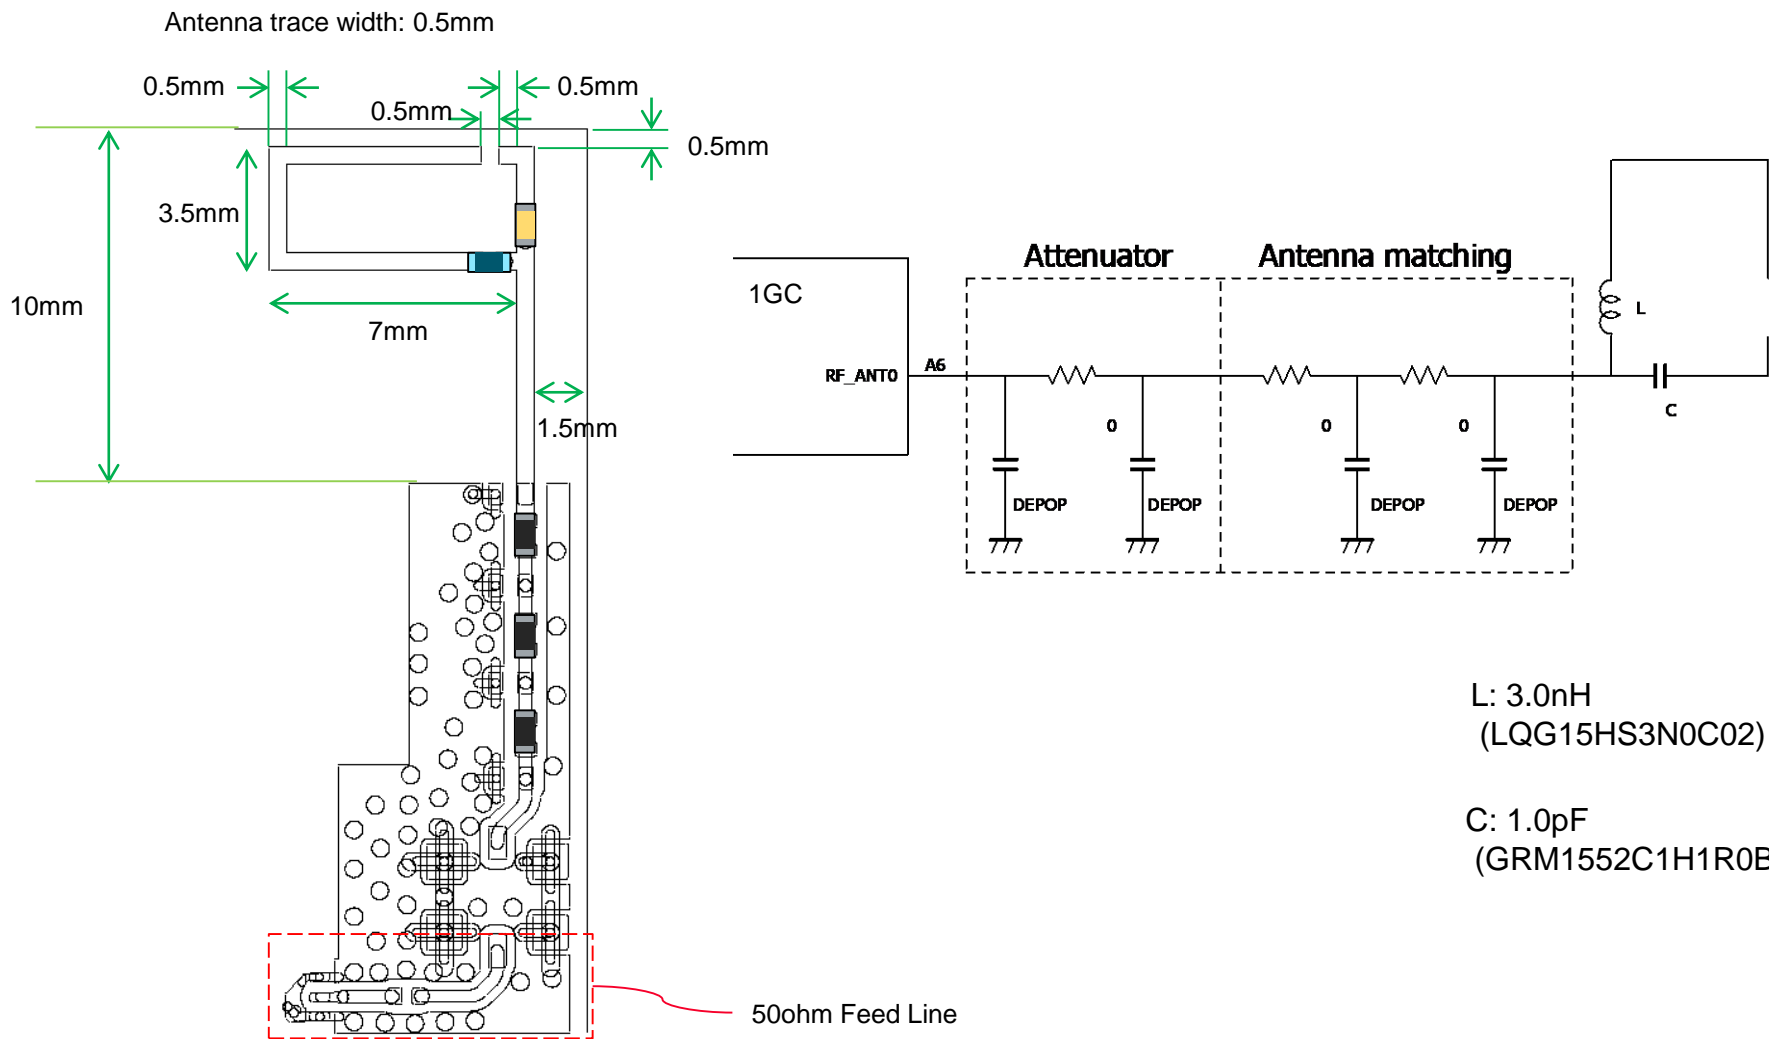 Antenna trace width: 0.5mm
0.5mm
0.5mm
0.5mm
0.5mm
3.5mm
10mm
7mm
1.5mm
50ohm Feed Line
Attenuator
Antenna matching
1GC
RF_ANT0
A6
L
C
0
0
0
DEPOP
DEPOP
DEPOP
DEPOP
L: 3.0nH
(LQG15HS3N0C02)
C: 1.0pF
(GRM1552C1H1R0B